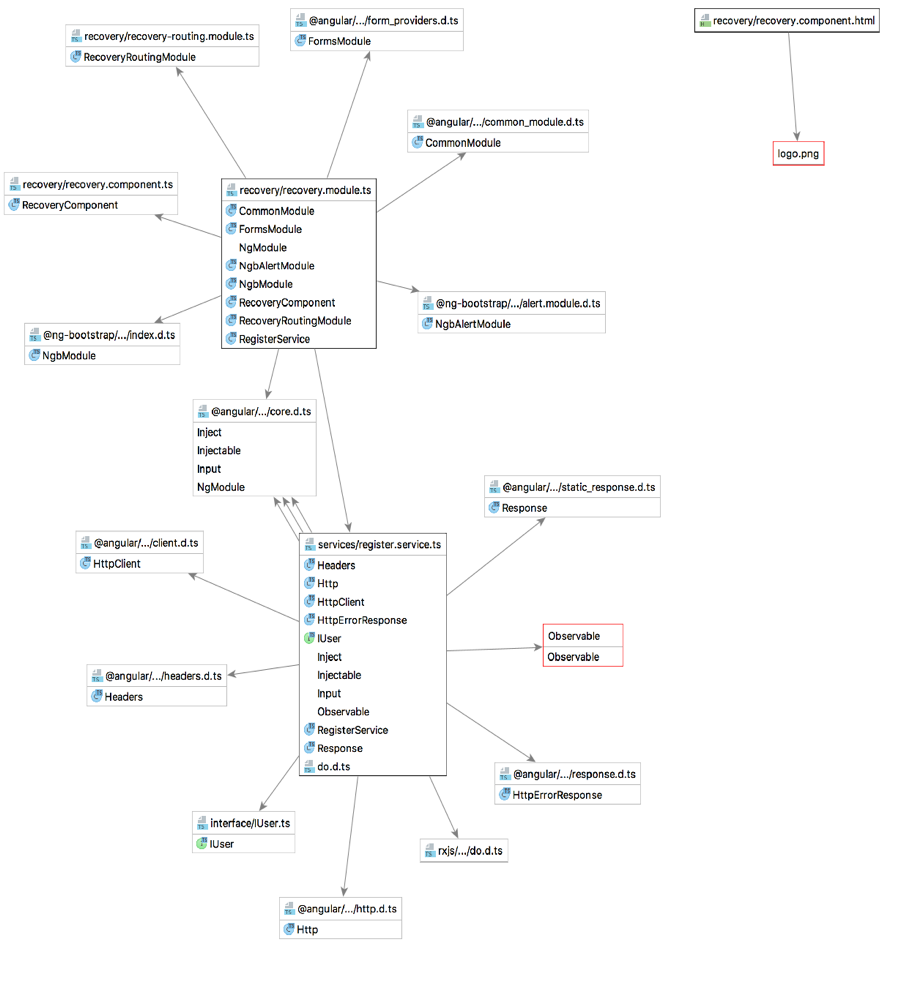 @angular/.../form_providers.d.ts
FormsModule
recovery/recovery.component.html
recovery/recovery-routing.module.ts
RecoveryRoutingModule
@angular/.../common_module.d.ts
CommonModule
logo.png
recovery/recovery.component.ts
RecoveryComponent
recovery/recovery.module.ts
CommonModule
FormsModule
NgModule
NgbAlertModule
NgbModule
RecoveryComponent
RecoveryRoutingModule
RegisterService
@ng-bootstrap/.../alert.module.d.ts
NgbAlertModule
@ng-bootstrap/.../index.d.ts
NgbModule
@angular/.../core.d.ts
Inject
Injectable
Input
NgModule
@angular/.../static_response.d.ts
Response
@angular/.../client.d.ts
HttpClient
services/register.service.ts
Headers
Http
HttpClient
HttpErrorResponse
IUser
Inject
Injectable
Input
Observable
RegisterService
Response
do.d.ts
Observable
Observable
@angular/.../headers.d.ts
Headers
@angular/.../response.d.ts
HttpErrorResponse
interface/IUser.ts
IUser
rxjs/.../do.d.ts
@angular/.../http.d.ts
Http